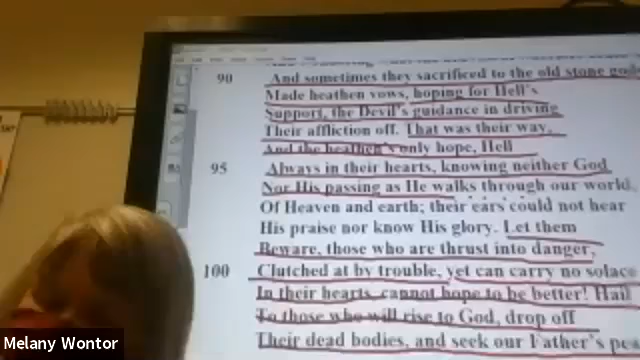 90 And sometimes they sacrificed to the old stone gods
Made heathen vows, hoping for Hell's
Support, the Devil's guidance in driving
Their affliction off. That was their way,
And the heathen's only hope, Hell
95 Always in their hearts, knowing neither God
Nor His passing as He walks through our world,
Of Heaven and earth; their ears could not hear
His praise nor know His glory. Let them
Beware, those who are thrust into danger,
100 Clutched at by trouble, yet can carry no solace
In their hearts, cannot hope to be better! Hail
To those who will rise to God, drop off
Their dead bodies, and seek our Father's pea
Melany Wontor